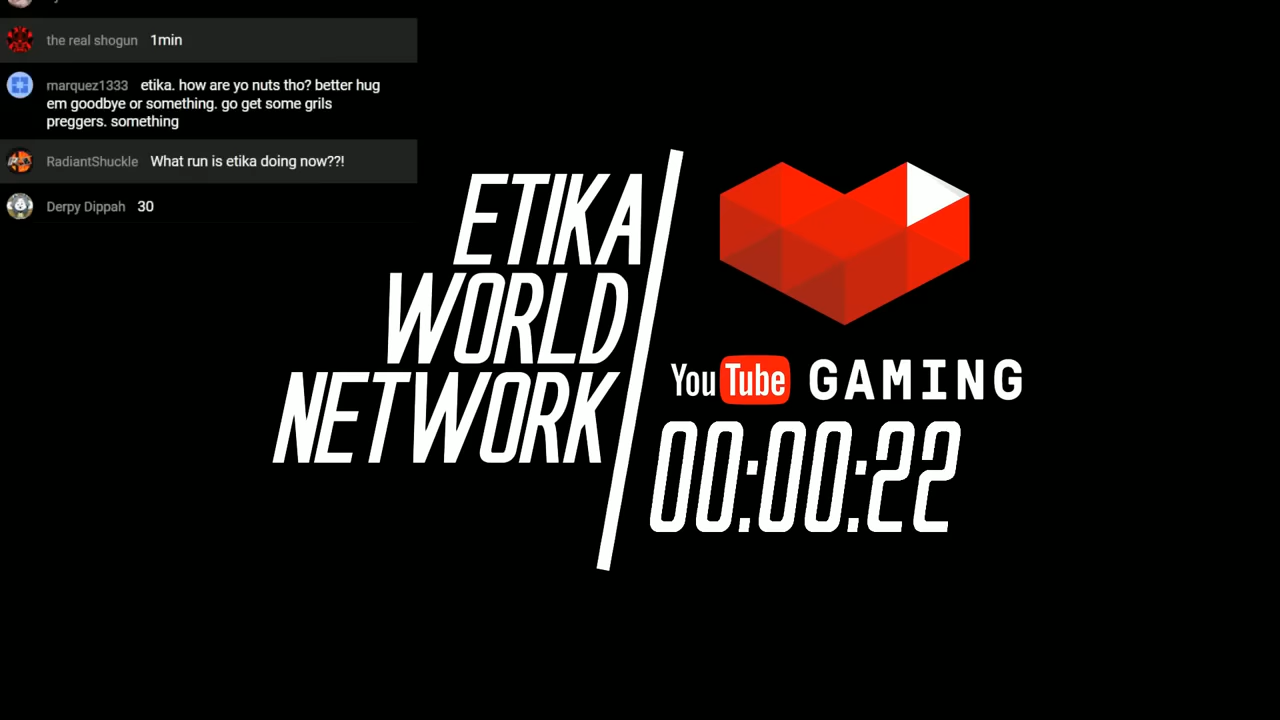 the real shogun 1min
marquez1333 etika. how are yo nuts tho? better hug
em goodbye or something. go get some grils
preggers. something
RadiantShuckle What run is etika doing now??!
Derpy Dippah 30
ETIKA
WORLD
NETWORK
YouTube GAMING
00:00:22